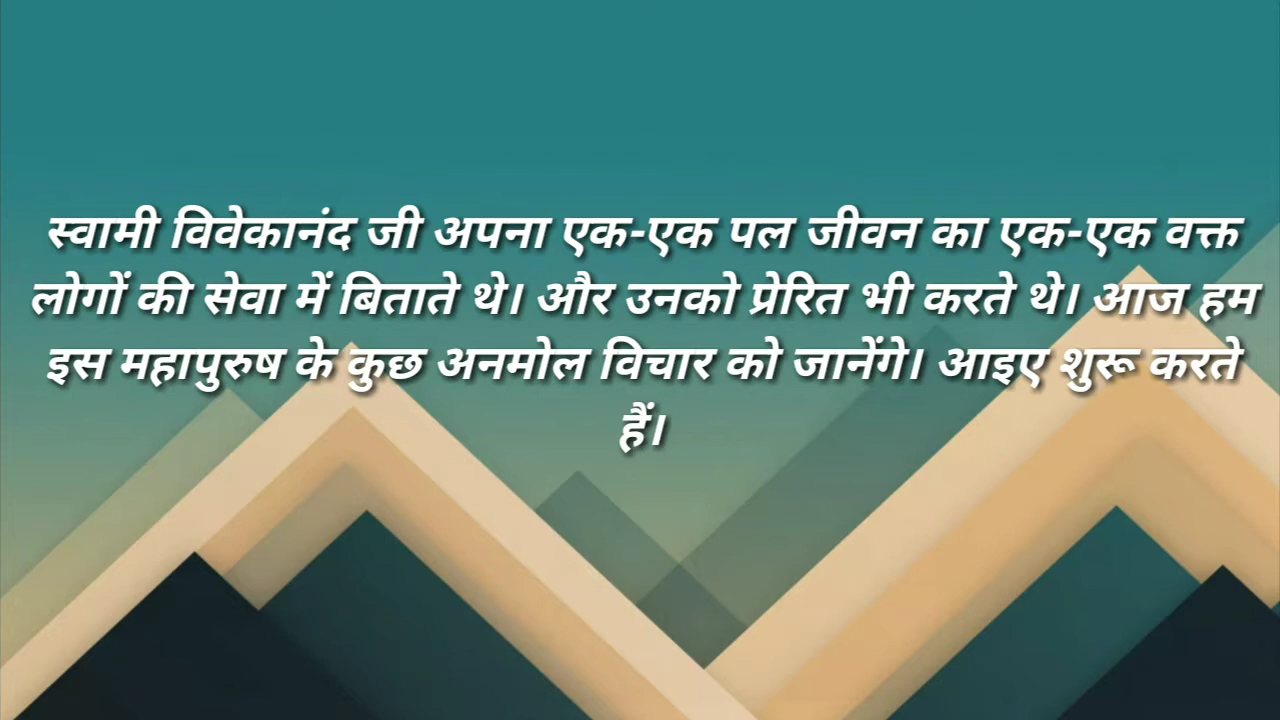 स्वामी विवेकानंद जी अपना एक-एक पल जीवन का एक-एक वक्त
लोगों की सेवा में बिताते थे। और उनको प्रेरित भी करते थे। आज हम
इस महापुरुष के कुछ अनमोल विचार को जानेंगे। आइए शुरू करते
हैं।